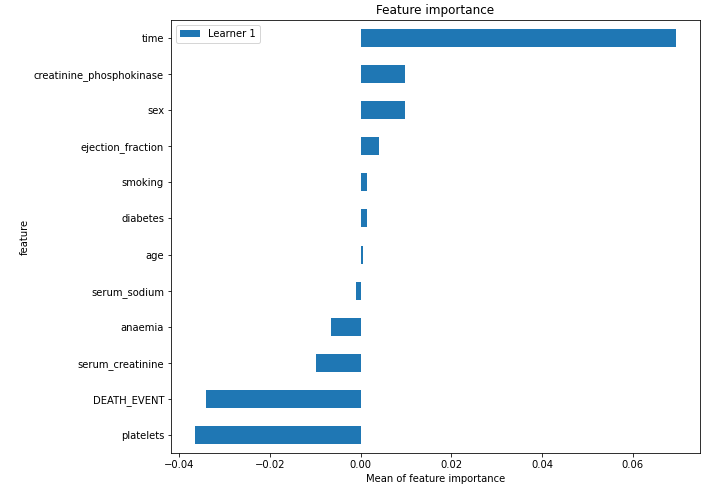 Feature importance
Learner 1
time
creatinine_phosphokinase
sex
ejection_fraction
smoking
diabetes
age
serum_sodium
anaemia
serum_creatinine
DEATH_EVENT
platelets
feature
−0.04 −0.02 0.00 0.02 0.04 0.06
Mean of feature importance